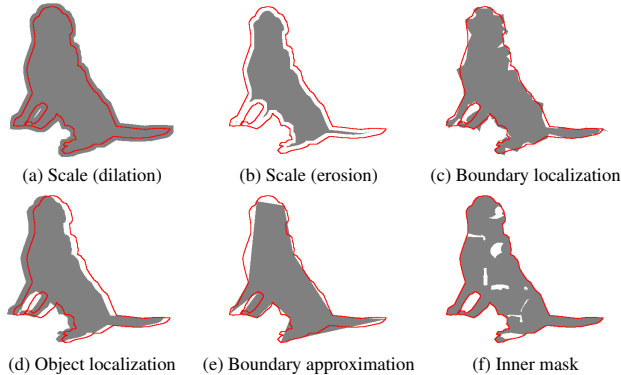 (a) Scale (dilation)
(b) Scale (erosion)
(c) Boundary localization
(d) Object localization
(e) Boundary approximation
(f) Inner mask